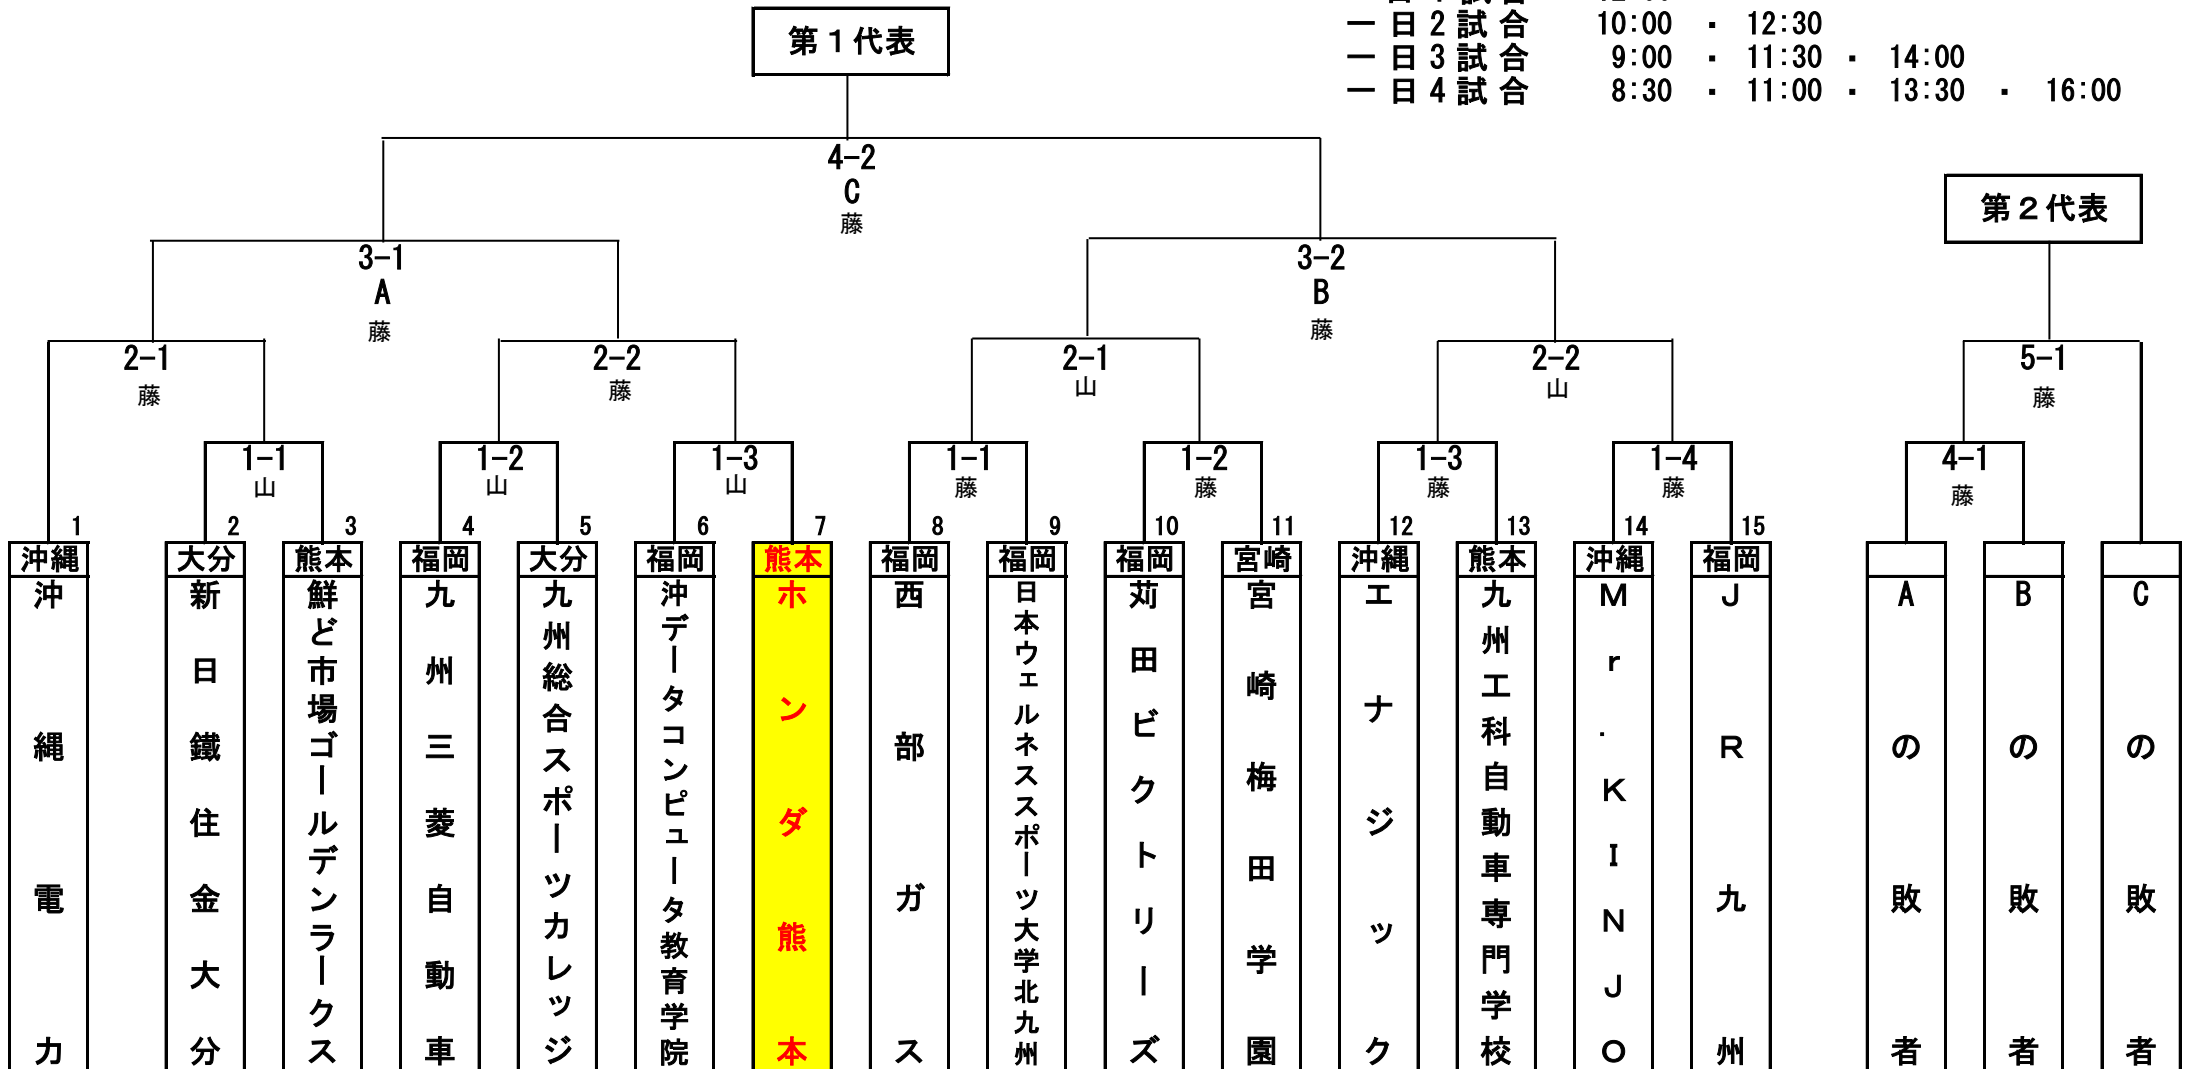 第1代表
一日2試合 10:00 ・ 12:30
一日3試合 9:00 ・ 11:30 ・ 14:00
一日4試合 8:30 ・ 11:00 ・ 13:30 ・ 16:00
4-2
C
藤
第2代表
3-1
A
藤
3-2
B
藤
2-1
藤
2-2
藤
2-1
山
2-2
山
5-1
藤
1-1
山
1-2
山
1-3
山
1-1
藤
1-2
藤
1-3
藤
1-4
藤
4-1
藤
1
沖縄
沖縄電力
2
大分
新日鐵住金大分
3
熊本
鮮ど市場ゴールデンラークス
4
福岡
九州三菱自動車
5
大分
九州総合スポーツカレッジ
6
福岡
沖データコンピュータ教育学院
7
熊本
ホンダ熊本
8
福岡
西部ガス
9
福岡
日本ウェルネススポーツ大学北九州
10
福岡
苅田ビクトリーズ
11
宮崎
宮崎梅田学園
12
沖縄
エナジック
13
熊本
九州工科自動車専門学校
14
沖縄
Mr.KINJO
15
福岡
JR九州
Aの敗者
Bの敗者
Cの敗者